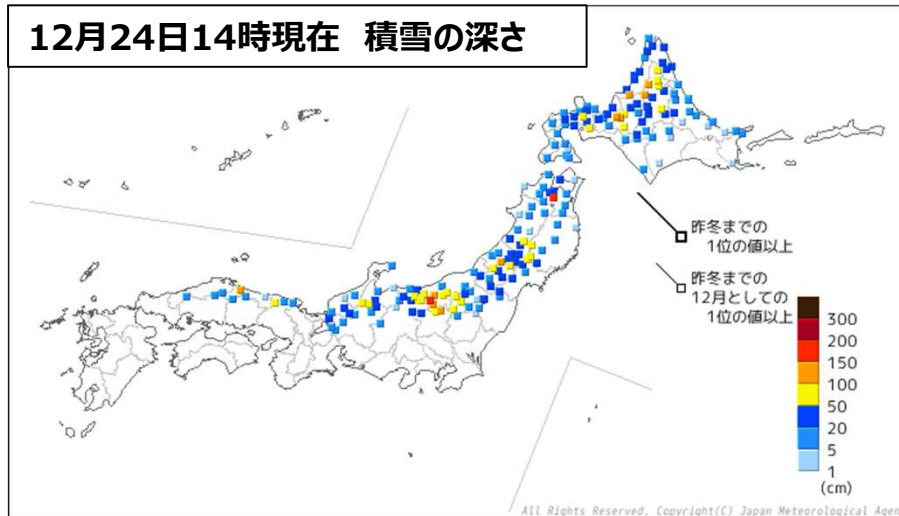 12月24日14時現在 積雪の深さ
昨冬までの
1位の値以上
昨冬までの
12月としての
1位の値以上
300
200
150
100
50
20
5
1
(cm)
All Rights Reserved, Copyright(C) Japan Meteorological Agen